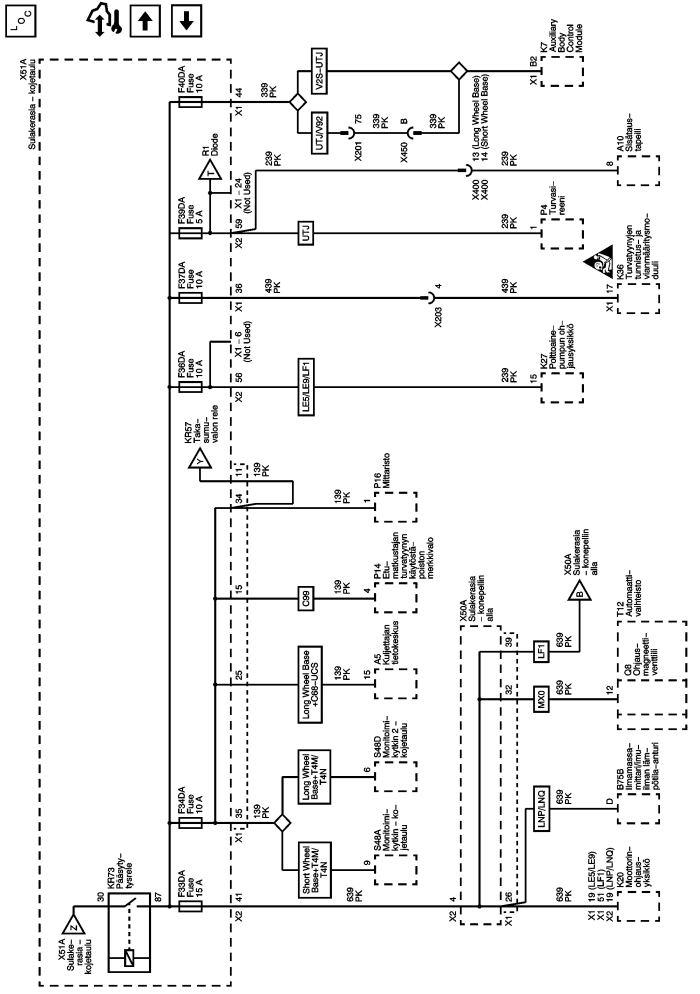 LOC
X51A
Sulakerasia – kojetaulu
F40DA
Fuse
10 A
44
X1
339
PK
V2S–UTJ
UTJ/V92
75
X201
339
PK
B
X450
339
PK
X1
B2
K7
Auxiliary
Body
Control
Module
R1
Diode
T
X1 – 24
(Not Used)
239
PK
13 (Long Wheel Base)
14 (Short Wheel Base)
X400
X400
239
PK
8
A10
Sisätaus–
tapeili
F39DA
Fuse
5 A
59
X2
UTJ
239
PK
1
P4
Turvasi–
reeni
F37DA
Fuse
10 A
36
X1
439
PK
4
X203
439
PK
X1
17
K36
Turvatyynyjen
tunnistus– ja
vianmääritysmo–
duuli
X1 – 6
(Not Used)
F36DA
Fuse
10 A
56
X2
LE5/LE9/LF1
239
PK
15
K27
Polttoaine–
pumpun oh–
jausyksikkö
KR57
Taka–
sumu–
valon rele
Y
11
139
PK
34
139
PK
1
P16
Mittaristo
15
C99
139
PK
4
P14
Etu–
matkustajan
turvatyynyn
käytöstä–
poiston
merkkivalo
25
Long Wheel Base
+C68–UCS
139
PK
15
A5
Kuljettajan
tietokeskus
F34DA
Fuse
10 A
35
X1
139
PK
Long Wheel
Base+T4M/
T4N
6
S48D
Monitoimi–
kytkin 2 –
kojetaulu
Short Wheel
Base+T4M/
T4N
9
S48A
Monitoimi–
kytkin – ko–
jetaulu
X50A
Sulakerasia
– konepellin
alla
39
LF1
639
PK
X50A
Sulakerasia
– konepellin
alla
B
32
MX0
639
PK
12
T12
Automaatti–
vaihteisto
Q8
Ohjaus–
magneetti–
venttiili
LNP/LNQ
639
PK
D
B75B
Ilmamassa–
mittari/imu–
ilman läm–
pötila–anturi
KR73
Pääsyty–
tysrele
30
87
X51A
Sulake–
rasia –
kojetaulu
Z
F33DA
Fuse
15 A
41
X2
639
PK
4
X2
26
X1
639
PK
X1 19 (LE5/LE9)
X1 51 (LF1)
X2 19 (LNP/LNQ)
K20
Moottorin–
ohjaus–
yksikkö